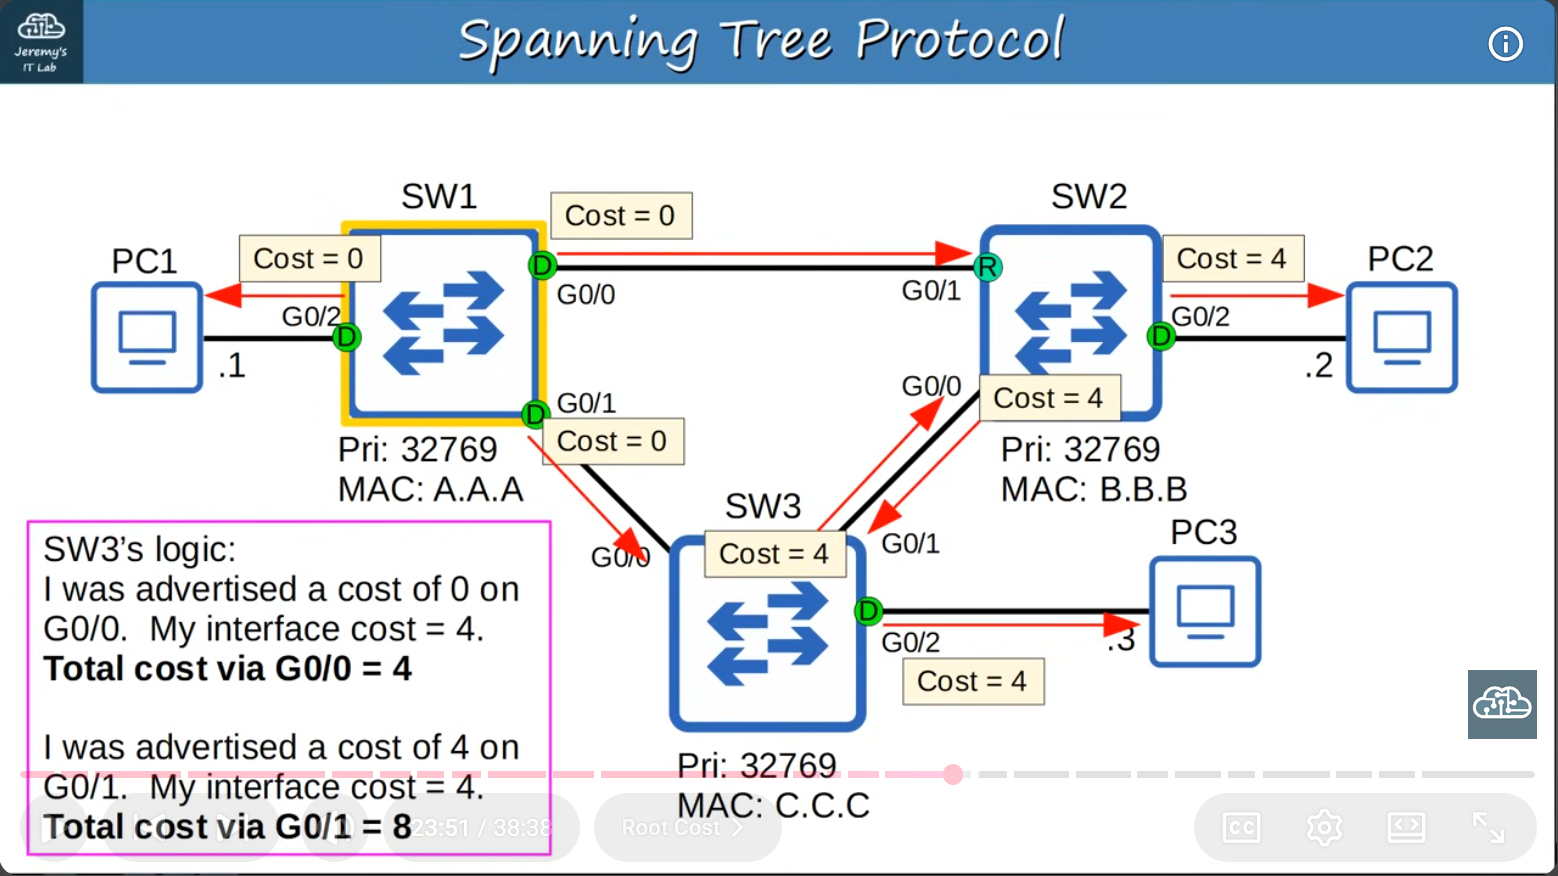 Jeremy's
IT Lab
Spanning Tree Protocol
SW1
SW2
Cost = 0
PC1
Cost = 0
Cost = 4
PC2
G0/0
G0/1
G0/2
D
D
R
D
G0/2
.1
.2
G0/1
D
G0/0
Cost = 0
Cost = 4
Pri: 32769
MAC: A.A.A
Pri: 32769
MAC: B.B.B
SW3
PC3
G0/0
Cost = 4
G0/1
D
G0/2
.3
Cost = 4
SW3’s logic:
I was advertised a cost of 0 on
G0/0.  My interface cost = 4.
Total cost via G0/0 = 4
I was advertised a cost of 4 on
G0/1.  My interface cost = 4.
Total cost via G0/1 = 8
Pri: 32769
MAC: C.C.C
23:51 / 38:38
Root Cost
CC